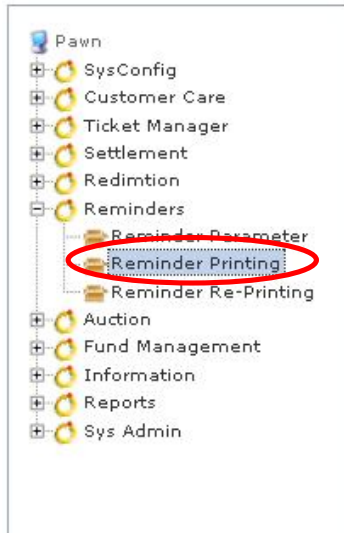 Pawn
SysConfig
Customer Care
Ticket Manager
Settlement
Redimtion
Reminders
Reminder Parameter
Reminder Printing
Reminder Re-Printing
Auction
Fund Management
Information
Reports
Sys Admin